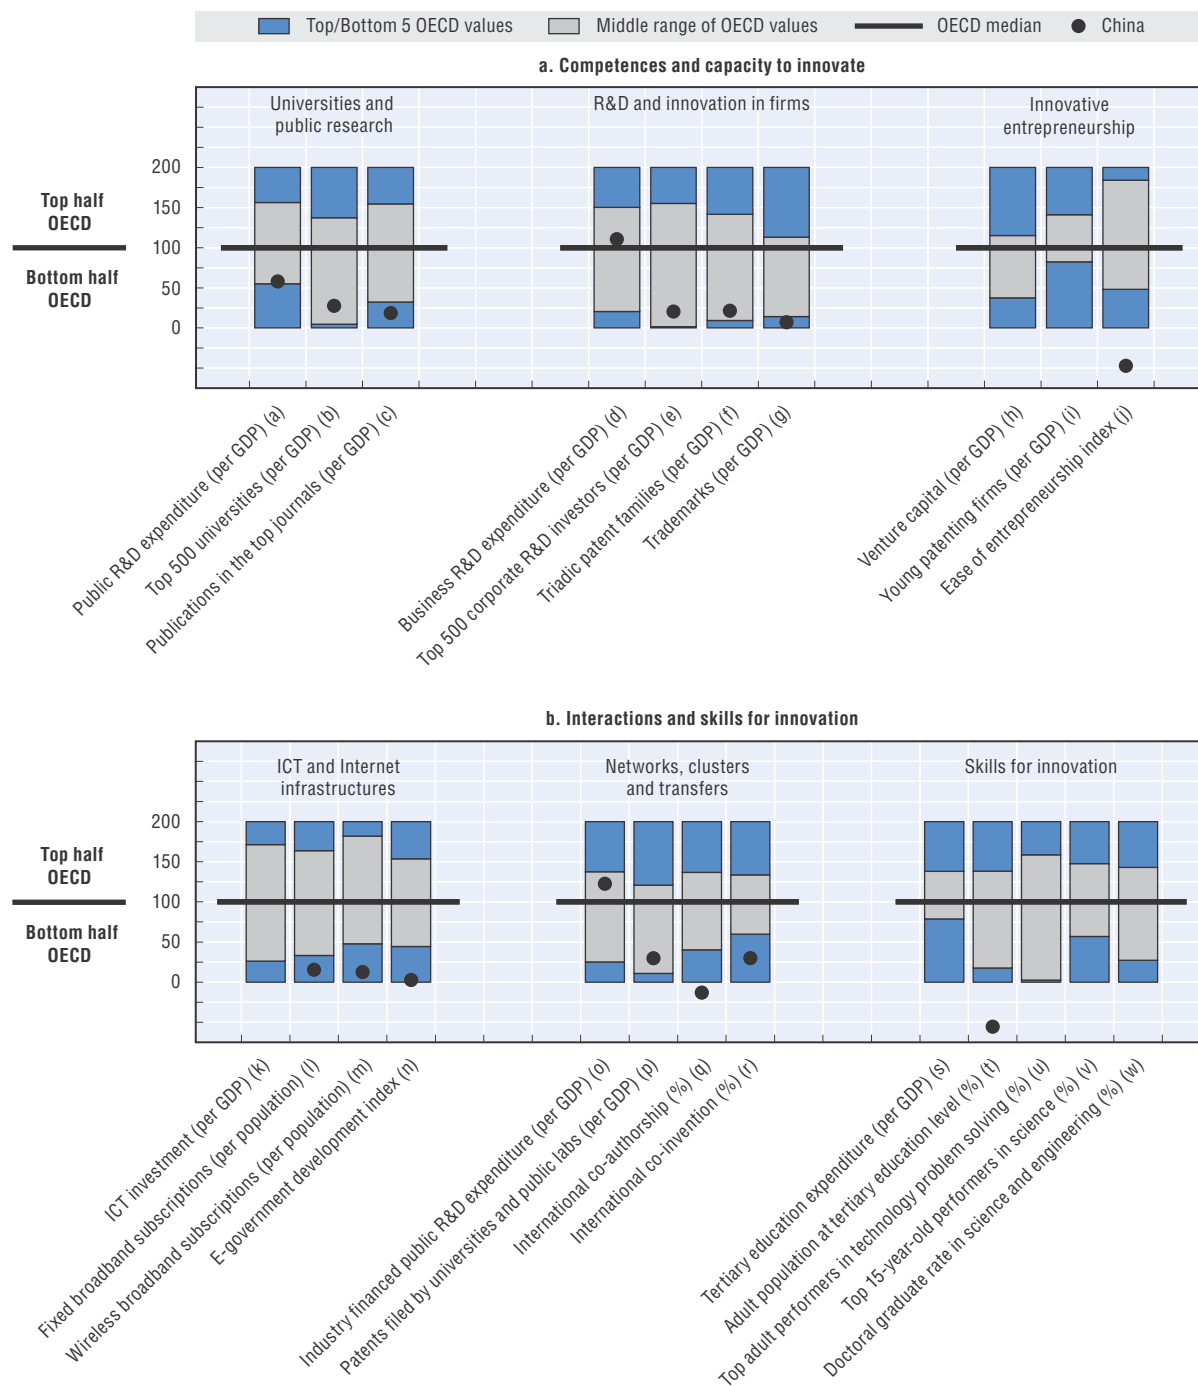 Top/Bottom 5 OECD values Middle range of OECD values OECD median China
a. Competences and capacity to innovate
Universities and
public research
R&D and innovation in firms
Innovative
entrepreneurship
200
150
100
50
0
Top half
OECD
Bottom half
OECD
Public R&D expenditure (per GDP) (a)
Top 500 universities (per GDP) (b)
Publications in the top journals (per GDP) (c)
Business R&D expenditure (per GDP) (d)
Top 500 corporate R&D investors (per GDP) (e)
Triadic patent families (per GDP) (f)
Trademarks (per GDP) (g)
Venture capital (per GDP) (h)
Young patenting firms (per GDP) (i)
Ease of entrepreneurship index (j)
b. Interactions and skills for innovation
ICT and Internet
infrastructures
Networks, clusters
and transfers
Skills for innovation
200
150
100
50
0
Top half
OECD
Bottom half
OECD
ICT investment (per GDP) (k)
Fixed broadband subscriptions (per population) (l)
Wireless broadband subscriptions (per population) (m)
E-government development index (n)
Industry financed public R&D expenditure (per GDP) (o)
Patents filed by universities and public labs (per GDP) (p)
International co-authorship (%) (q)
International co-invention (%) (r)
Tertiary education expenditure (per GDP) (s)
Adult population at tertiary education level (%) (t)
Top adult performers in technology problem solving (%) (u)
Top 15-year-old performers in science (%) (v)
Doctoral graduate rate in science and engineering (%) (w)